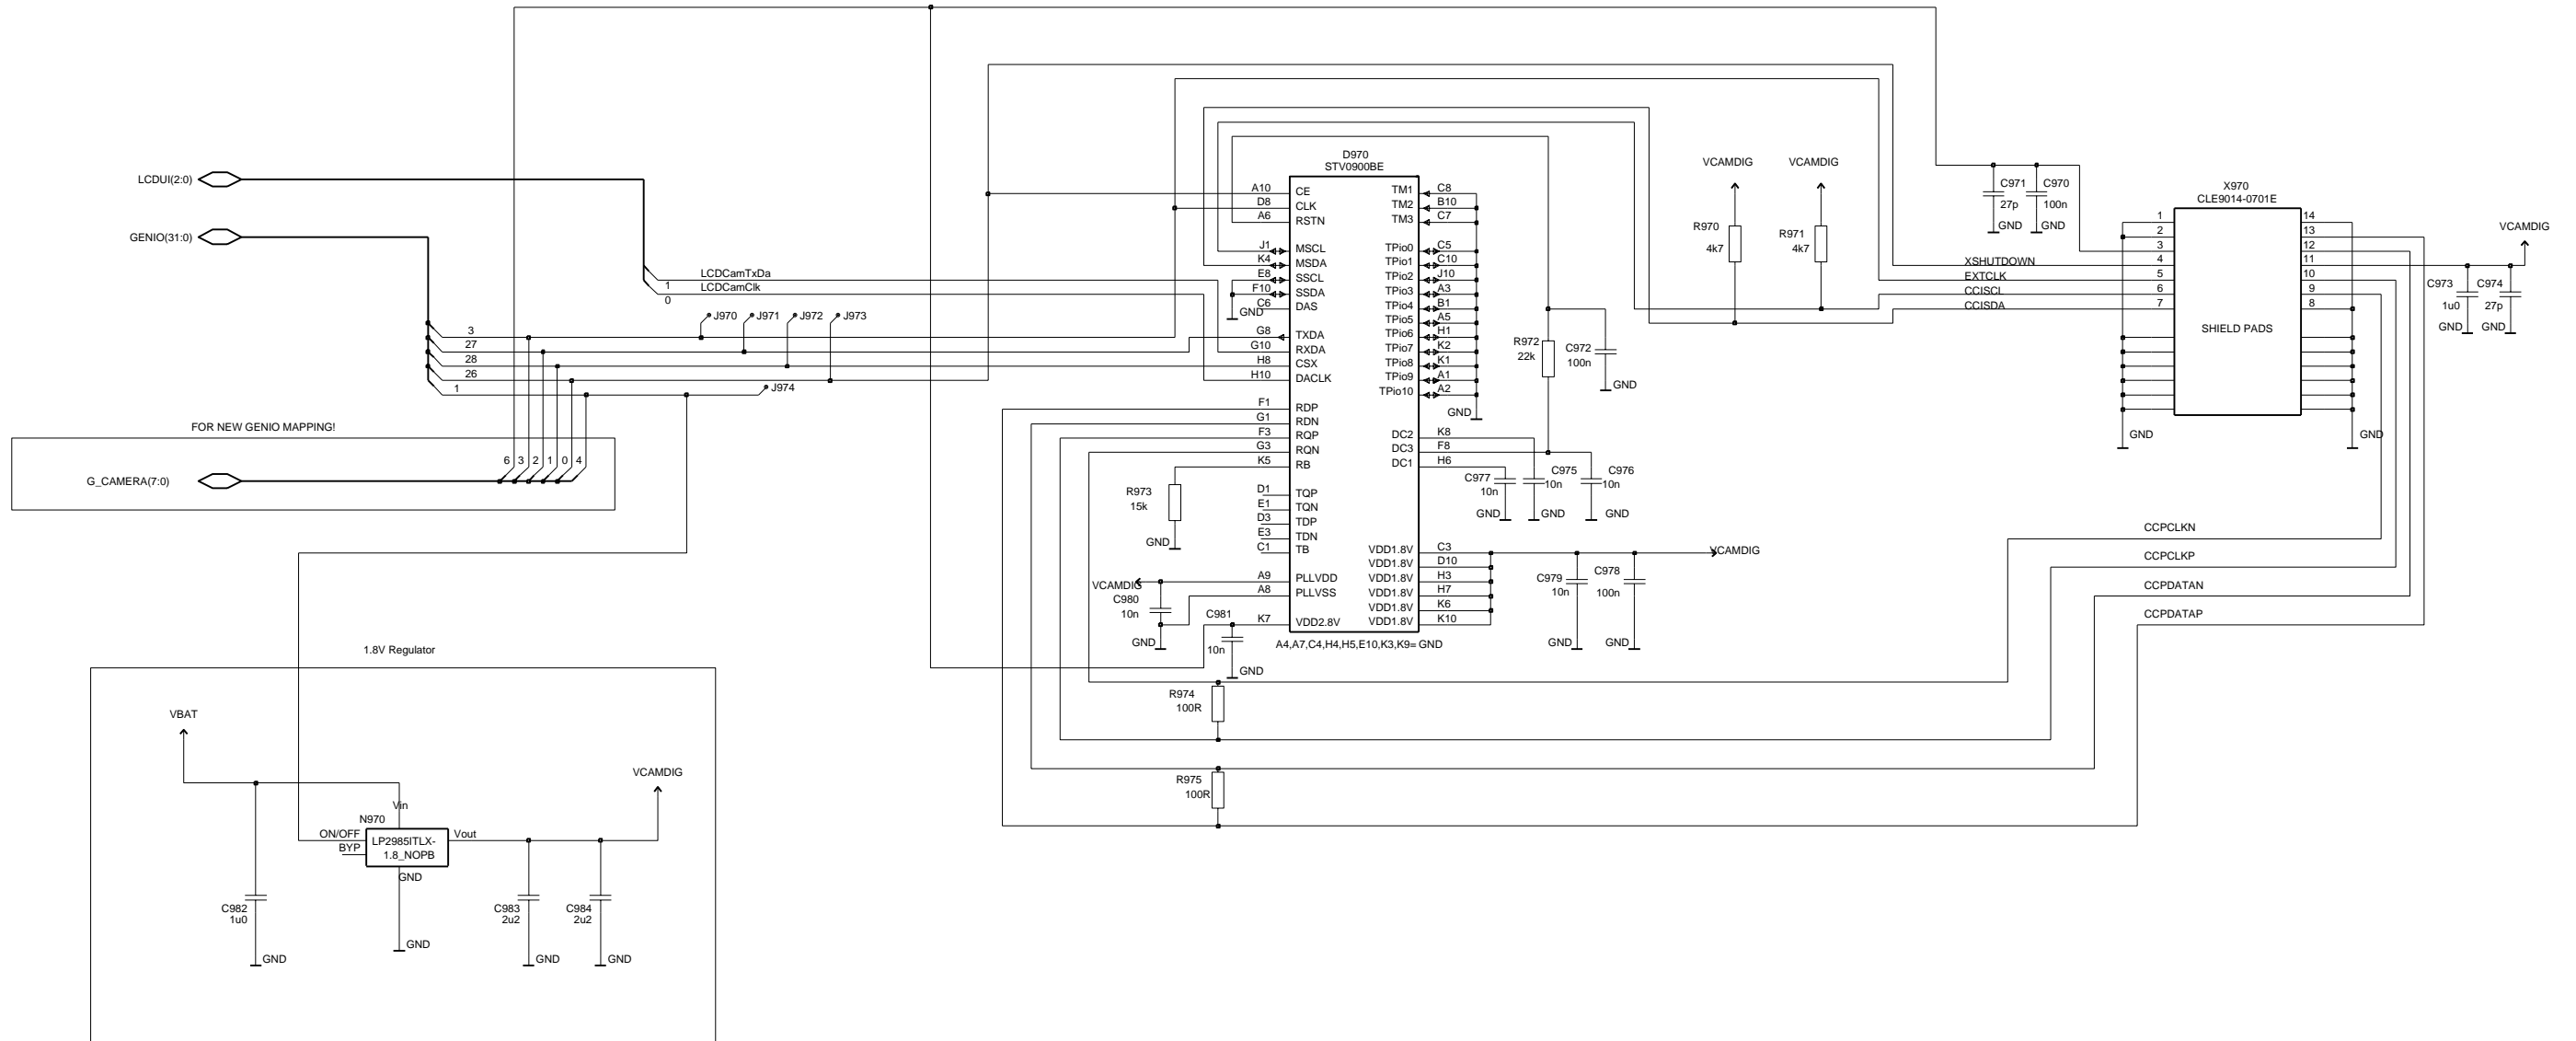 LCDUI(2:0)
GENIO(31:0)
LCDCamTxDa
1
LCDCamClk
0
J970
J971
J972
J973
3
27
28
26
1
J974
FOR NEW GENIO MAPPING!
6 3 2 1 0 4
G_CAMERA(7:0)
1.8V Regulator
VBAT
VCAMDIG
Vin
N970
ON/OFF
BYP
LP2985ITLX-
1.8_NOPB
Vout
GND
C982
1u0
GND
GND
C983
2u2
GND
C984
2u2
GND
D970
STV0900BE
A10 CE
D8 CLK
A6 RSTN
J1 MSCL
K4 MSDA
E8 SSCL
F10 SSDA
C6 DAS
GND
G8 TXDA
G10 RXDA
H8 CSX
H10 DACLK
F1 RDP
G1 RDN
F3 RQP
G3 RQN
K5 RB
D1 TQP
E1 TQN
D3 TDP
E3 TDN
C1 TB
A9 PLLVDD
A8 PLLVSS
K7 VDD2.8V
TM1 C8
TM2 B10
TM3 C7
TPio0 C5
TPio1 C10
TPio2 J10
TPio3 A3
TPio4 B1
TPio5 A5
TPio6 H1
TPio7 K2
TPio8 K1
TPio9 A1
TPio10 A2
GND
DC2 K8
DC3 F8
DC1 H6
VDD1.8V C3
VDD1.8V D10
VDD1.8V H3
VDD1.8V H7
VDD1.8V K6
VDD1.8V K10
A4,A7,C4,H4,H5,E10,K3,K9= GND
R973
15k
GND
VCAMDIG
C980
10n
GND
C981
10n
GND
R974
100R
R975
100R
C977
10n
GND
C975
10n
GND
C976
10n
GND
VCAMDIG
C979
10n
GND
C978
100n
GND
R972
22k
C972
100n
GND
VCAMDIG
R970
4k7
VCAMDIG
R971
4k7
C971
27p
GND
C970
100n
GND
XSHUTDOWN
EXTCLK
CCISCL
CCISDA
X970
CLE9014-0701E
1
2
3
4
5
6
7
14
13
12
11
10
9
8
SHIELD PADS
GND
GND
VCAMDIG
C973
1u0
GND
C974
27p
GND
CCPCLKN
CCPCLKP
CCPDATAN
CCPDATAP